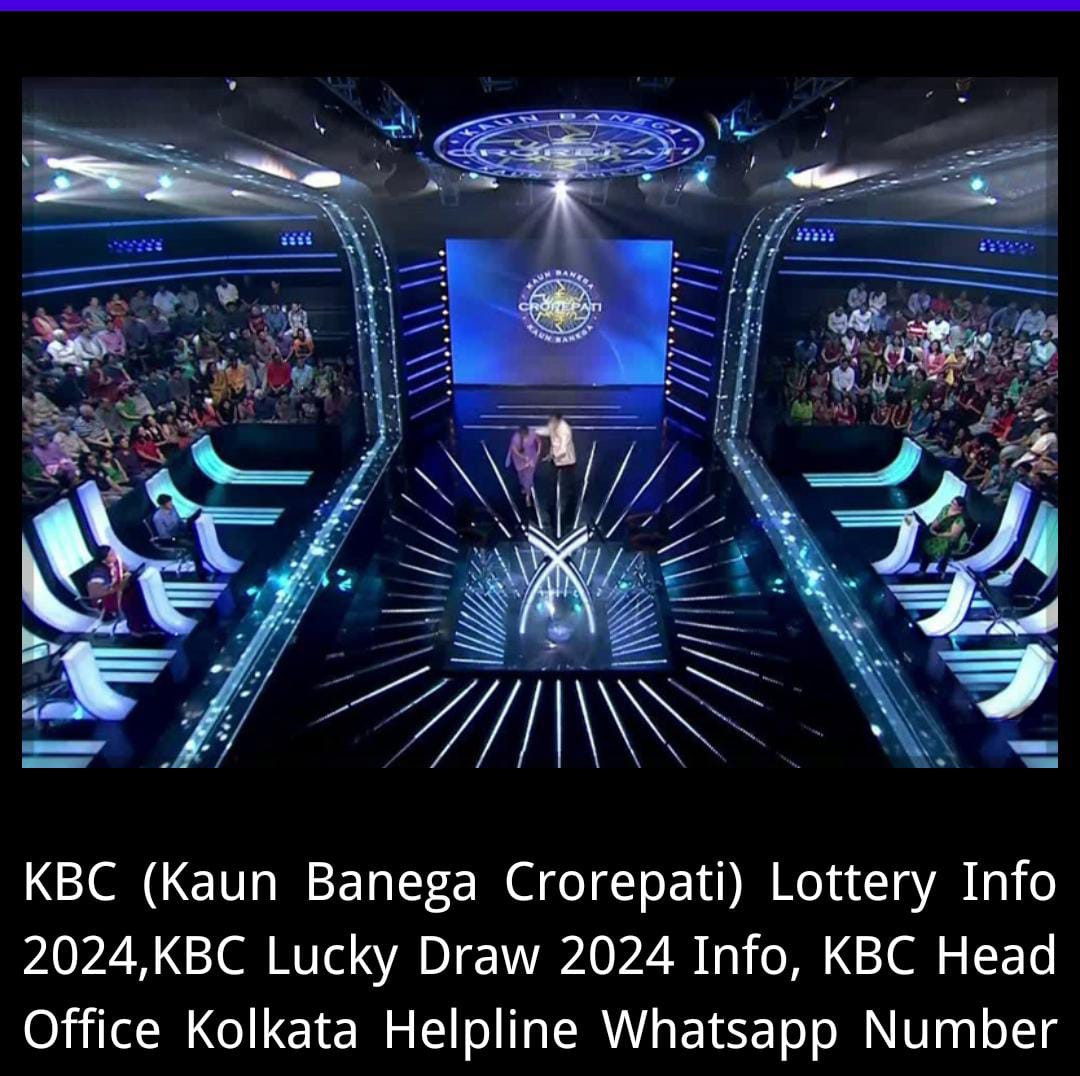 KAUN BANEGA
CROREPATI
KAUN BANEGA
CROREPATI
KAUN BANEGA
KBC (Kaun Banega Crorepati) Lottery Info
2024,KBC Lucky Draw 2024 Info, KBC Head
Office Kolkata Helpline Whatsapp Number